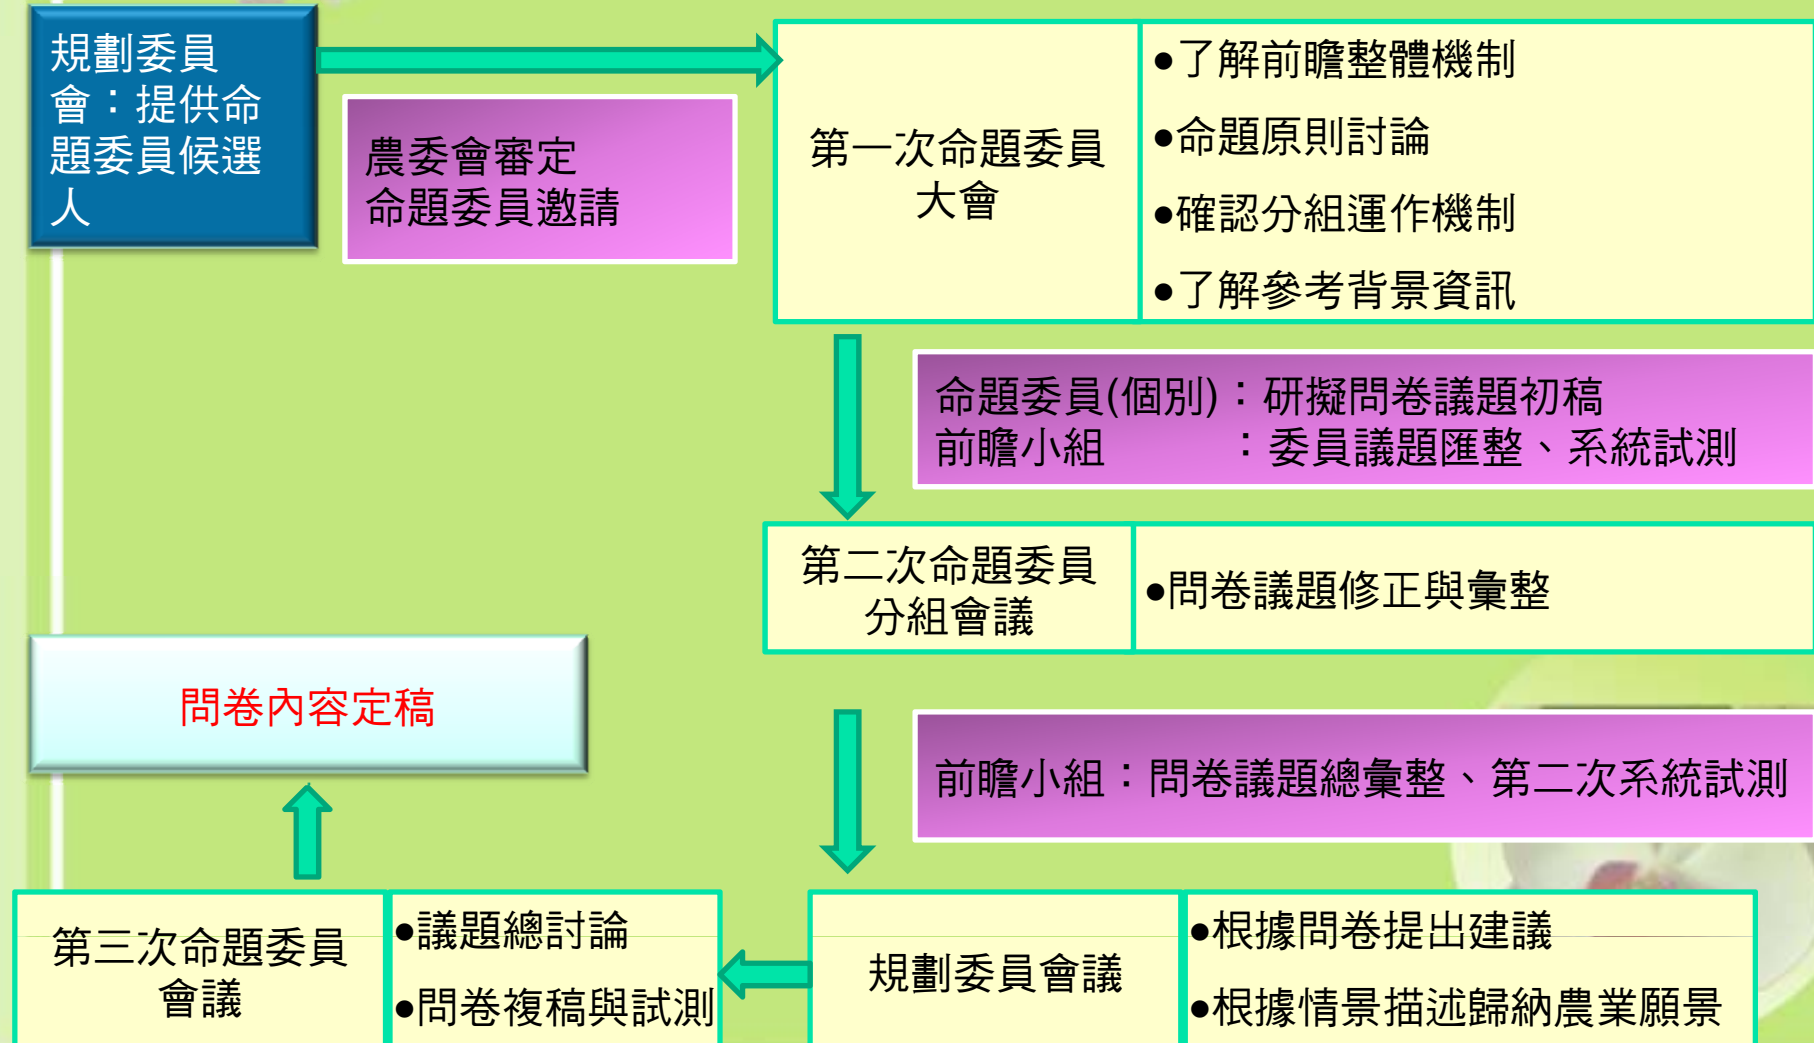 規劃委員
會：提供命
題委員候選
人
農委會審定
命題委員邀請
第一次命題委員
大會
●了解前瞻整體機制
●命題原則討論
●確認分組運作機制
●了解參考背景資訊
命題委員(個別)：研擬問卷議題初稿
前瞻小組　　　：委員議題匯整、系統試測
第二次命題委員
分組會議
●問卷議題修正與彙整
前瞻小組：問卷議題總彙整、第二次系統試測
規劃委員會議
●根據問卷提出建議
●根據情景描述歸納農業願景
第三次命題委員
會議
●議題總討論
●問卷複稿與試測
問卷內容定稿